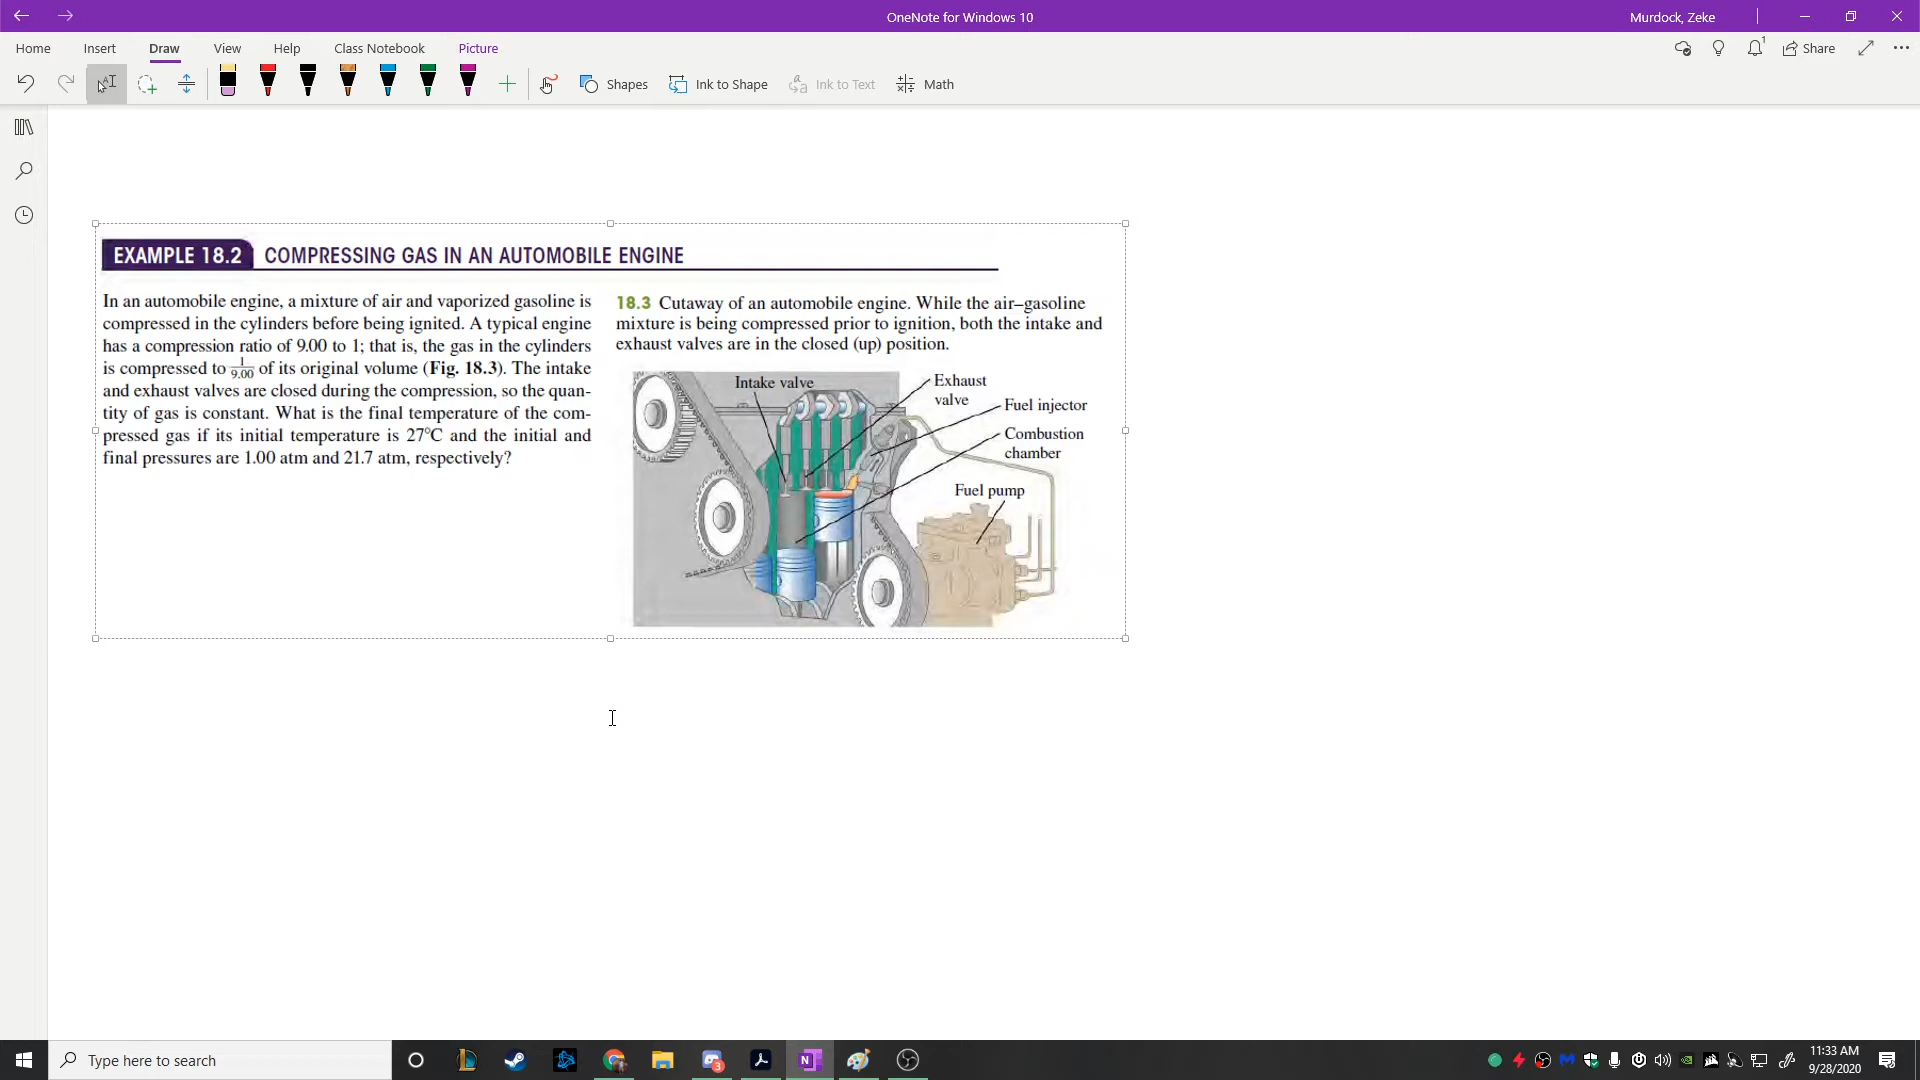 OneNote for Windows 10
Murdock, Zeke
Home Insert Draw View Help Class Notebook Picture
1
Share
Shapes Ink to Shape Ink to Text Math
EXAMPLE 18.2 COMPRESSING GAS IN AN AUTOMOBILE ENGINE
In an automobile engine, a mixture of air and vaporized gasoline is
compressed in the cylinders before being ignited. A typical engine
has a compression ratio of 9.00 to 1; that is, the gas in the cylinders
is compressed to 1/9.00 of its original volume (Fig. 18.3). The intake
and exhaust valves are closed during the compression, so the quan-
tity of gas is constant. What is the final temperature of the com-
pressed gas if its initial temperature is 27°C and the initial and
final pressures are 1.00 atm and 21.7 atm, respectively?
18.3 Cutaway of an automobile engine. While the air–gasoline
mixture is being compressed prior to ignition, both the intake and
exhaust valves are in the closed (up) position.
Intake valve
Exhaust
valve
Fuel injector
Combustion
chamber
Fuel pump
Type here to search
3
N
11:33 AM
9/28/2020